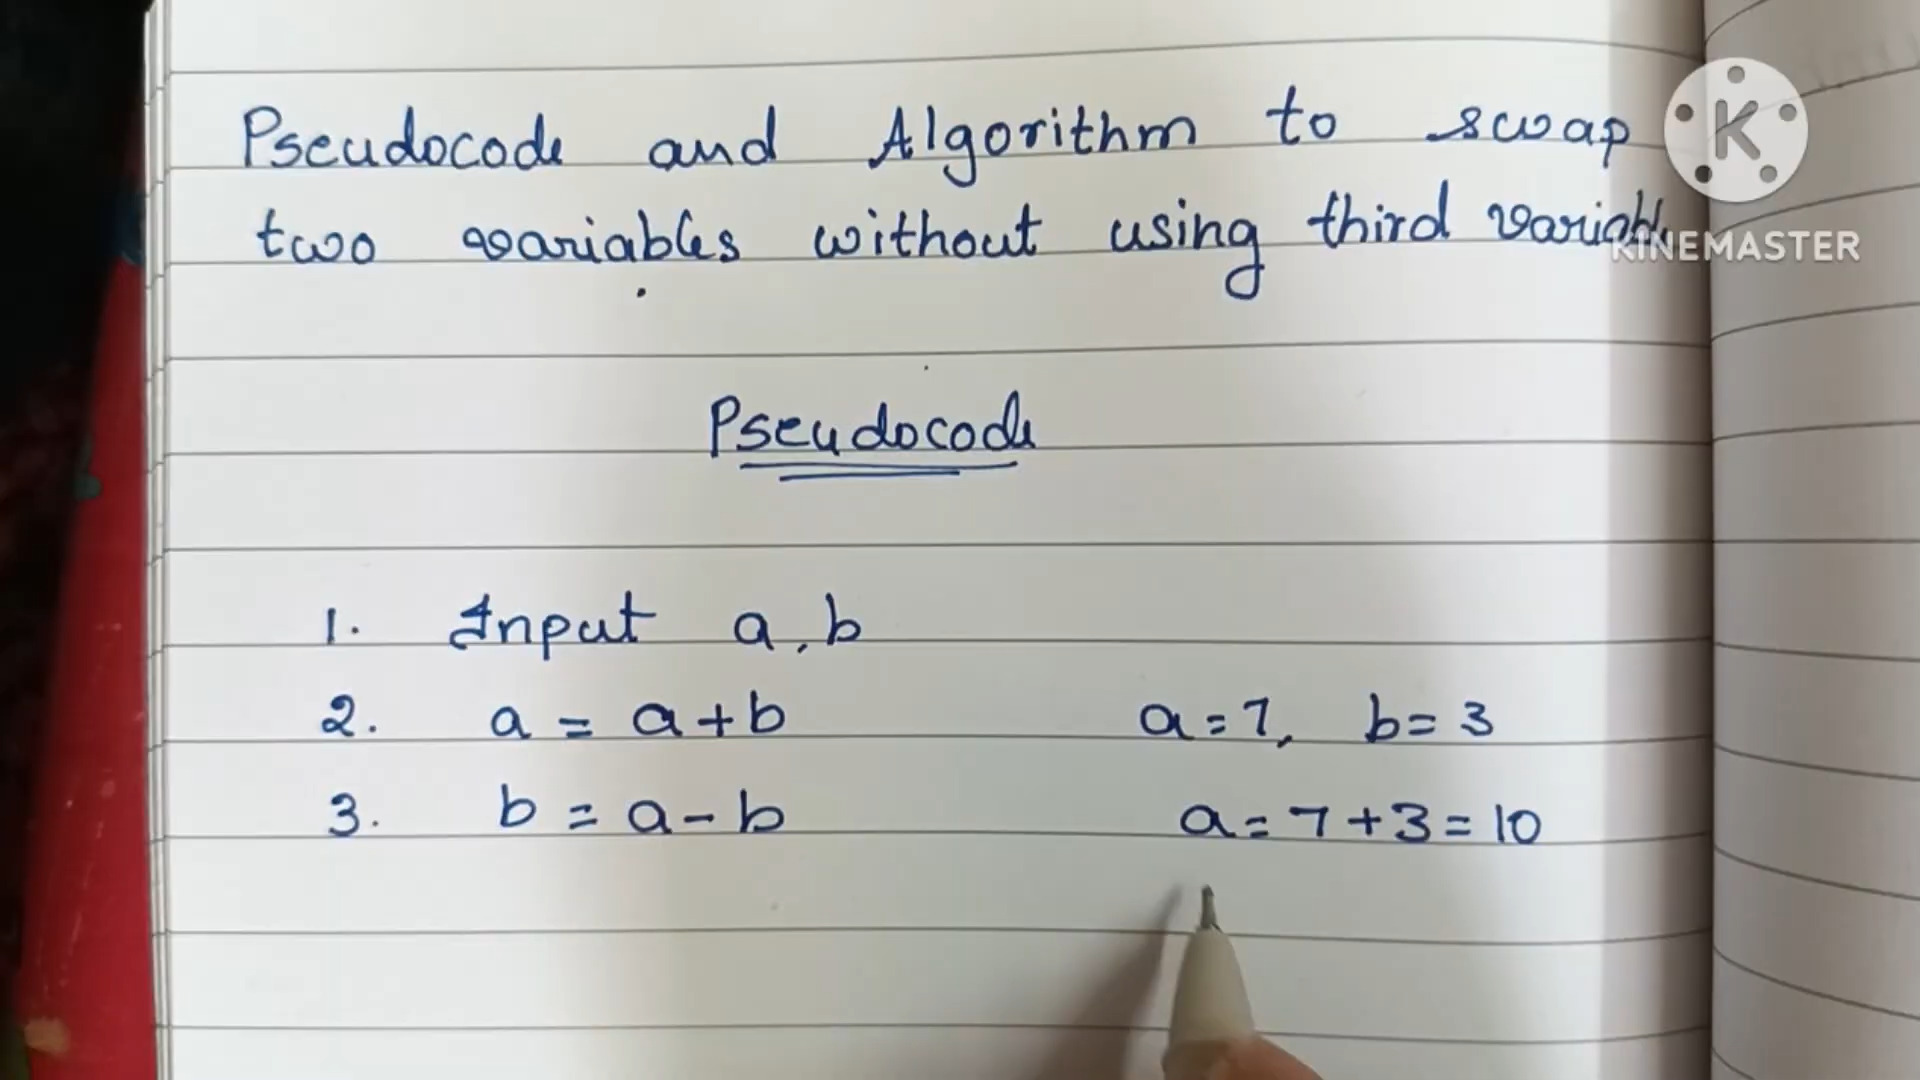 Pseudocode and Algorithm to swap
two variables without using third variable
KINEMASTER
Pseudocode
1. Input a, b
2. a = a+b a=7, b=3
3. b = a-b a=7+3=10